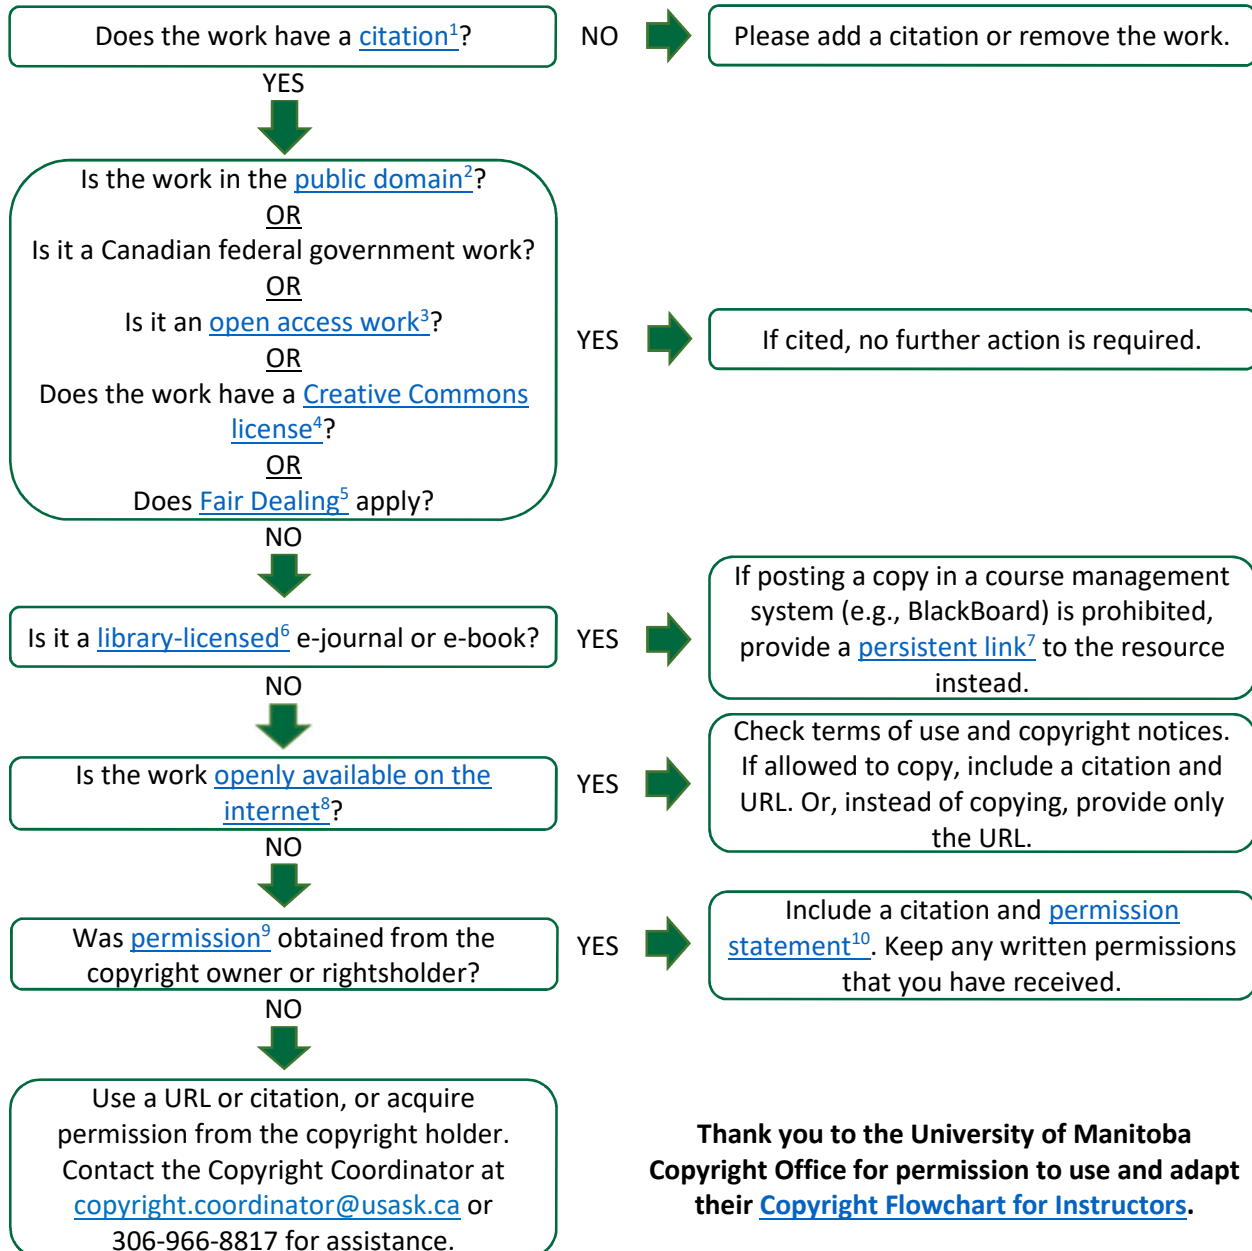 Does the work have a citation1?
NO
Please add a citation or remove the work.
YES
Is the work in the public domain2?
OR
Is it a Canadian federal government work?
OR
Is it an open access work3?
OR
Does the work have a Creative Commons
license4?
OR
Does Fair Dealing5 apply?
YES
If cited, no further action is required.
NO
Is it a library-licensed6 e-journal or e-book?
YES
If posting a copy in a course management
system (e.g., BlackBoard) is prohibited,
provide a persistent link7 to the resource
instead.
NO
Is the work openly available on the
internet8?
YES
Check terms of use and copyright notices.
If allowed to copy, include a citation and
URL. Or, instead of copying, provide only
the URL.
NO
Was permission9 obtained from the
copyright owner or rightsholder?
YES
Include a citation and permission
statement10. Keep any written permissions
that you have received.
NO
Use a URL or citation, or acquire
permission from the copyright holder.
Contact the Copyright Coordinator at
copyright.coordinator@usask.ca or
306-966-8817 for assistance.
Thank you to the University of Manitoba
Copyright Office for permission to use and adapt
their Copyright Flowchart for Instructors.